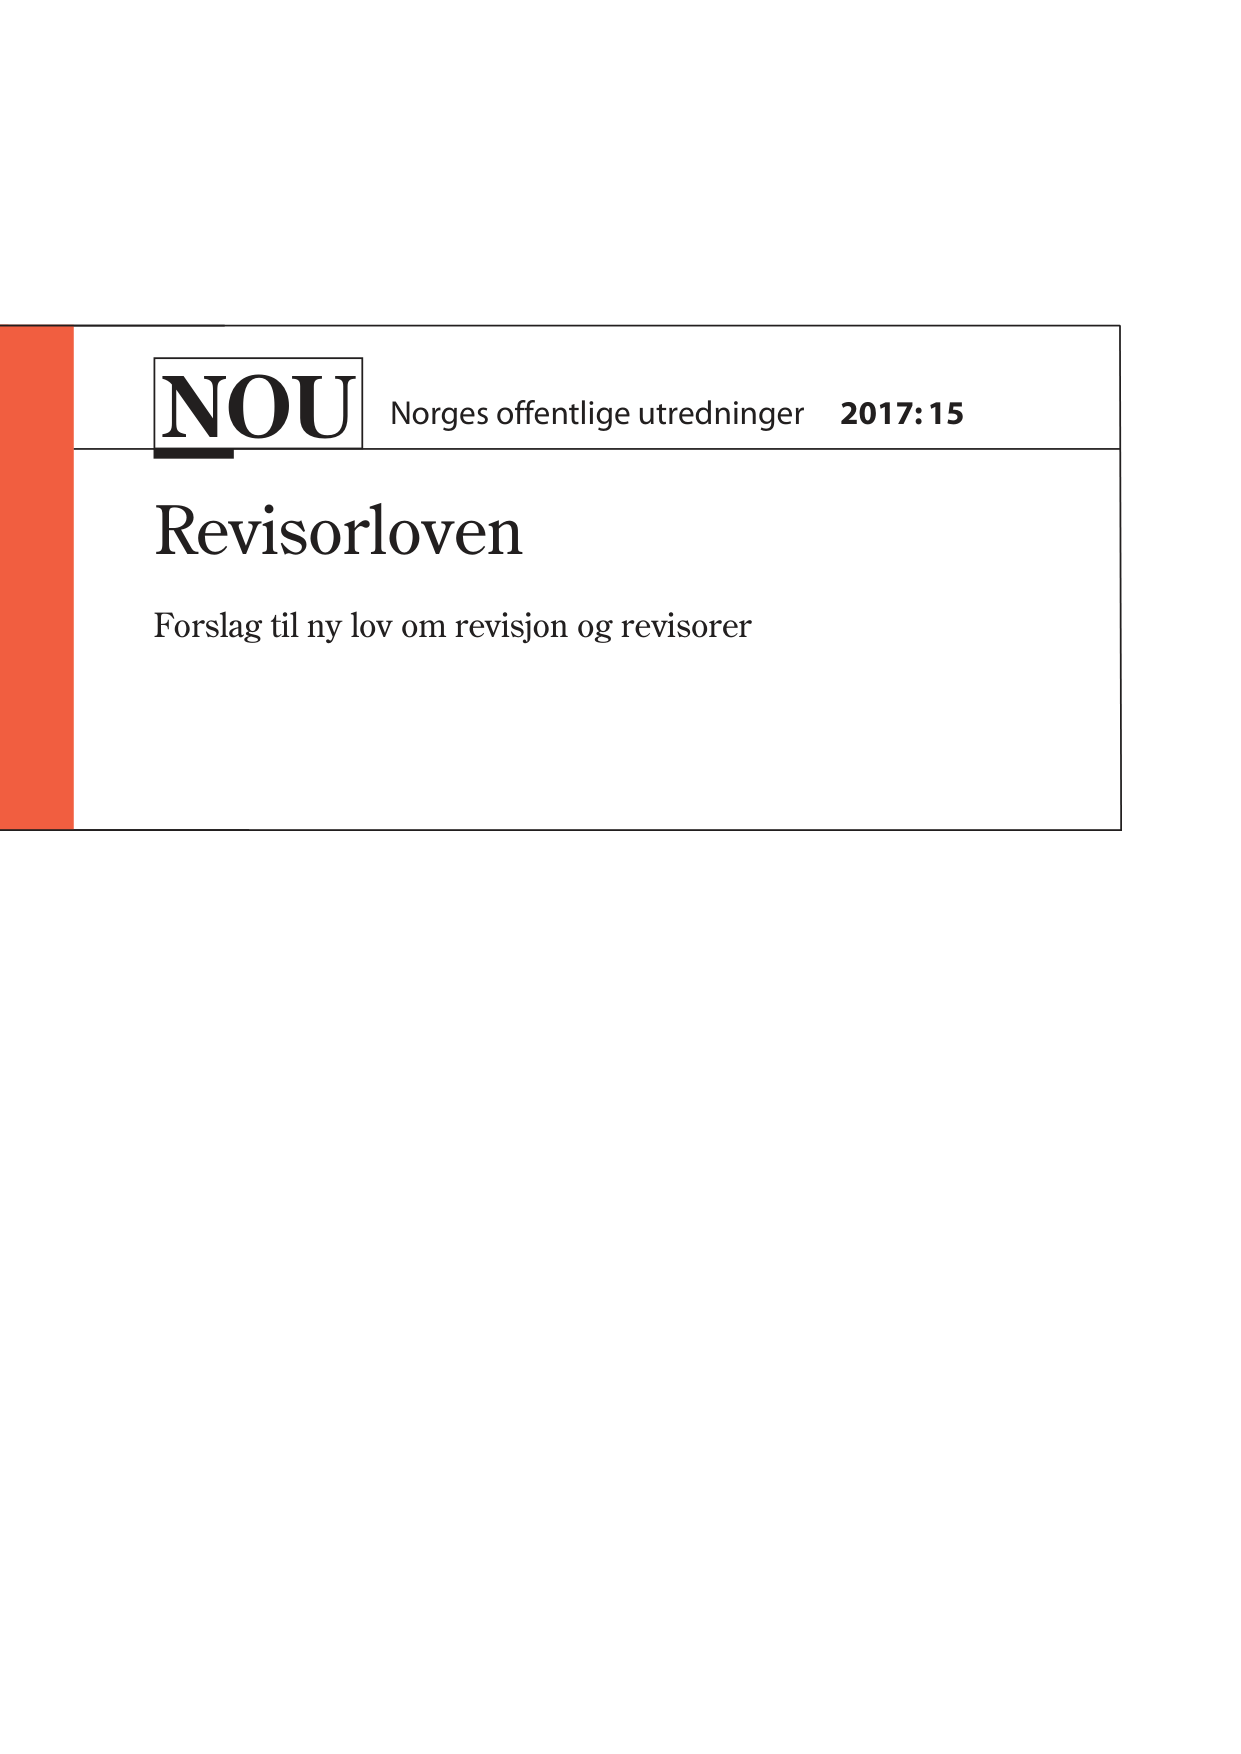 NOU Norges offentlige utredninger 2017: 15
Revisorloven
Forslag til ny lov om revisjon og revisorer